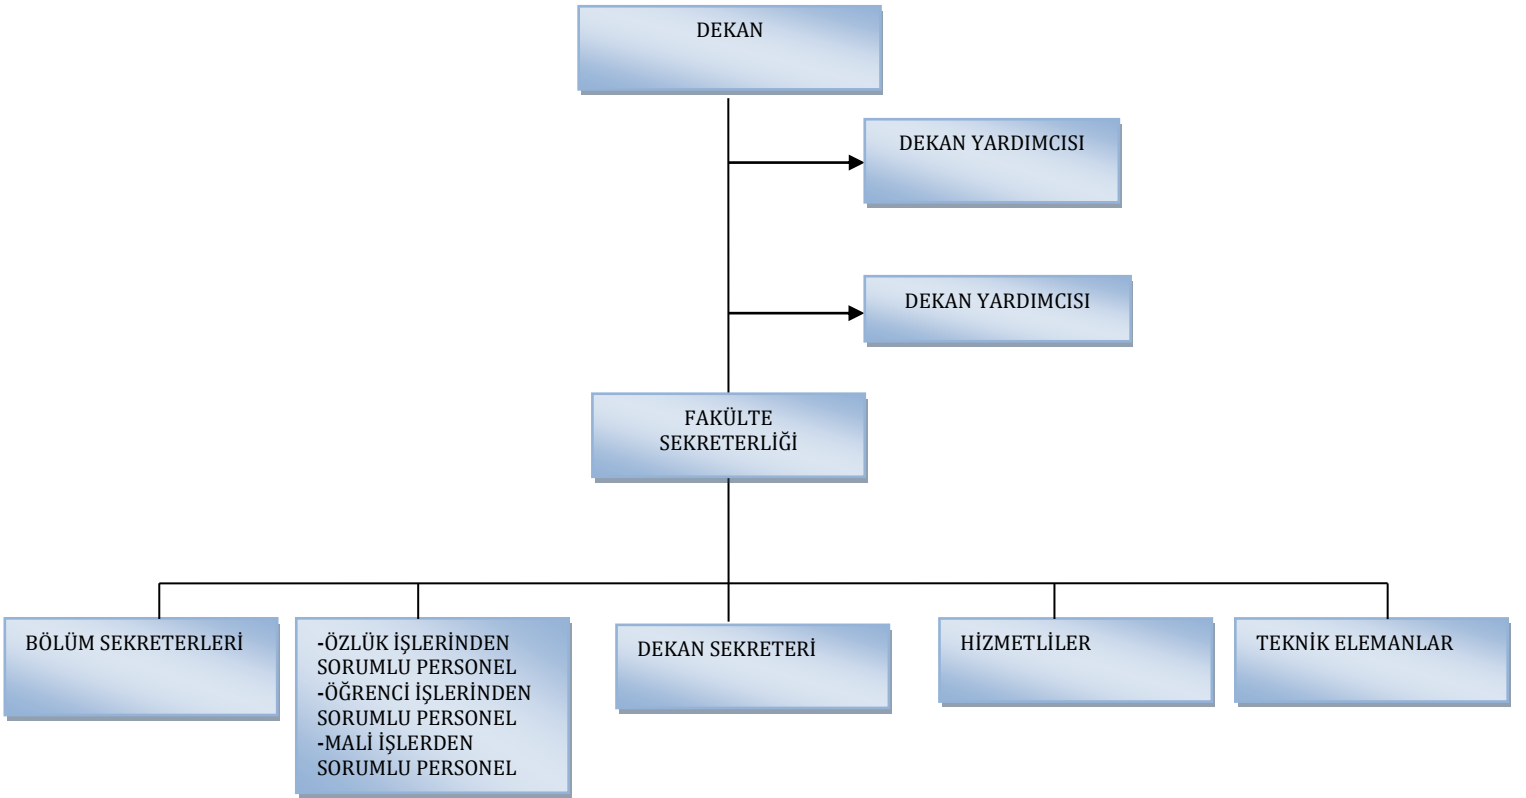 DEKAN
DEKAN YARDIMCISI
DEKAN YARDIMCISI
FAKÜLTE
SEKRETERLİĞİ
BÖLÜM SEKRETERLERİ
-ÖZLÜK İŞLERİNDEN
SORUMLU PERSONEL
-ÖĞRENCİ İŞLERİNDEN
SORUMLU PERSONEL
-MALİ İŞLERDEN
SORUMLU PERSONEL
DEKAN SEKRETERİ
HİZMETLİLER
TEKNİK ELEMANLAR